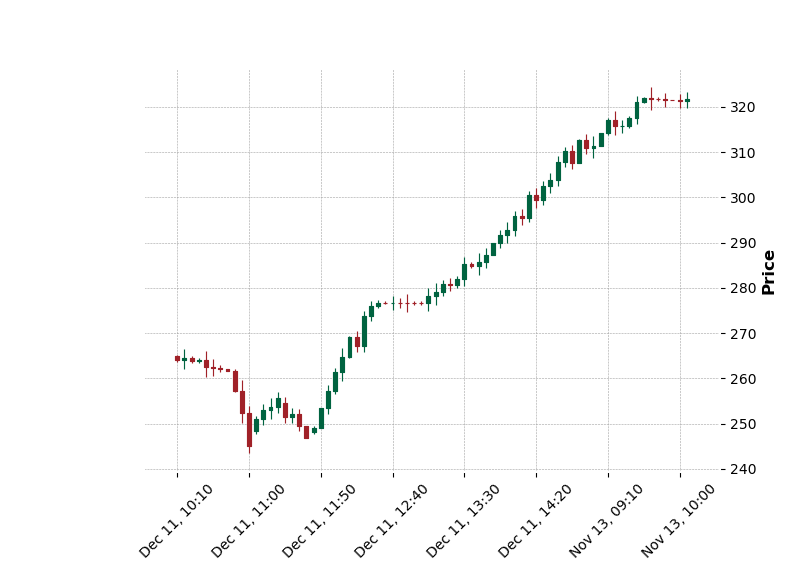 320
310
300
290
280
270
260
250
240
Price
Dec 11, 10:10
Dec 11, 11:00
Dec 11, 11:50
Dec 11, 12:40
Dec 11, 13:30
Dec 11, 14:20
Nov 13, 09:10
Nov 13, 10:00